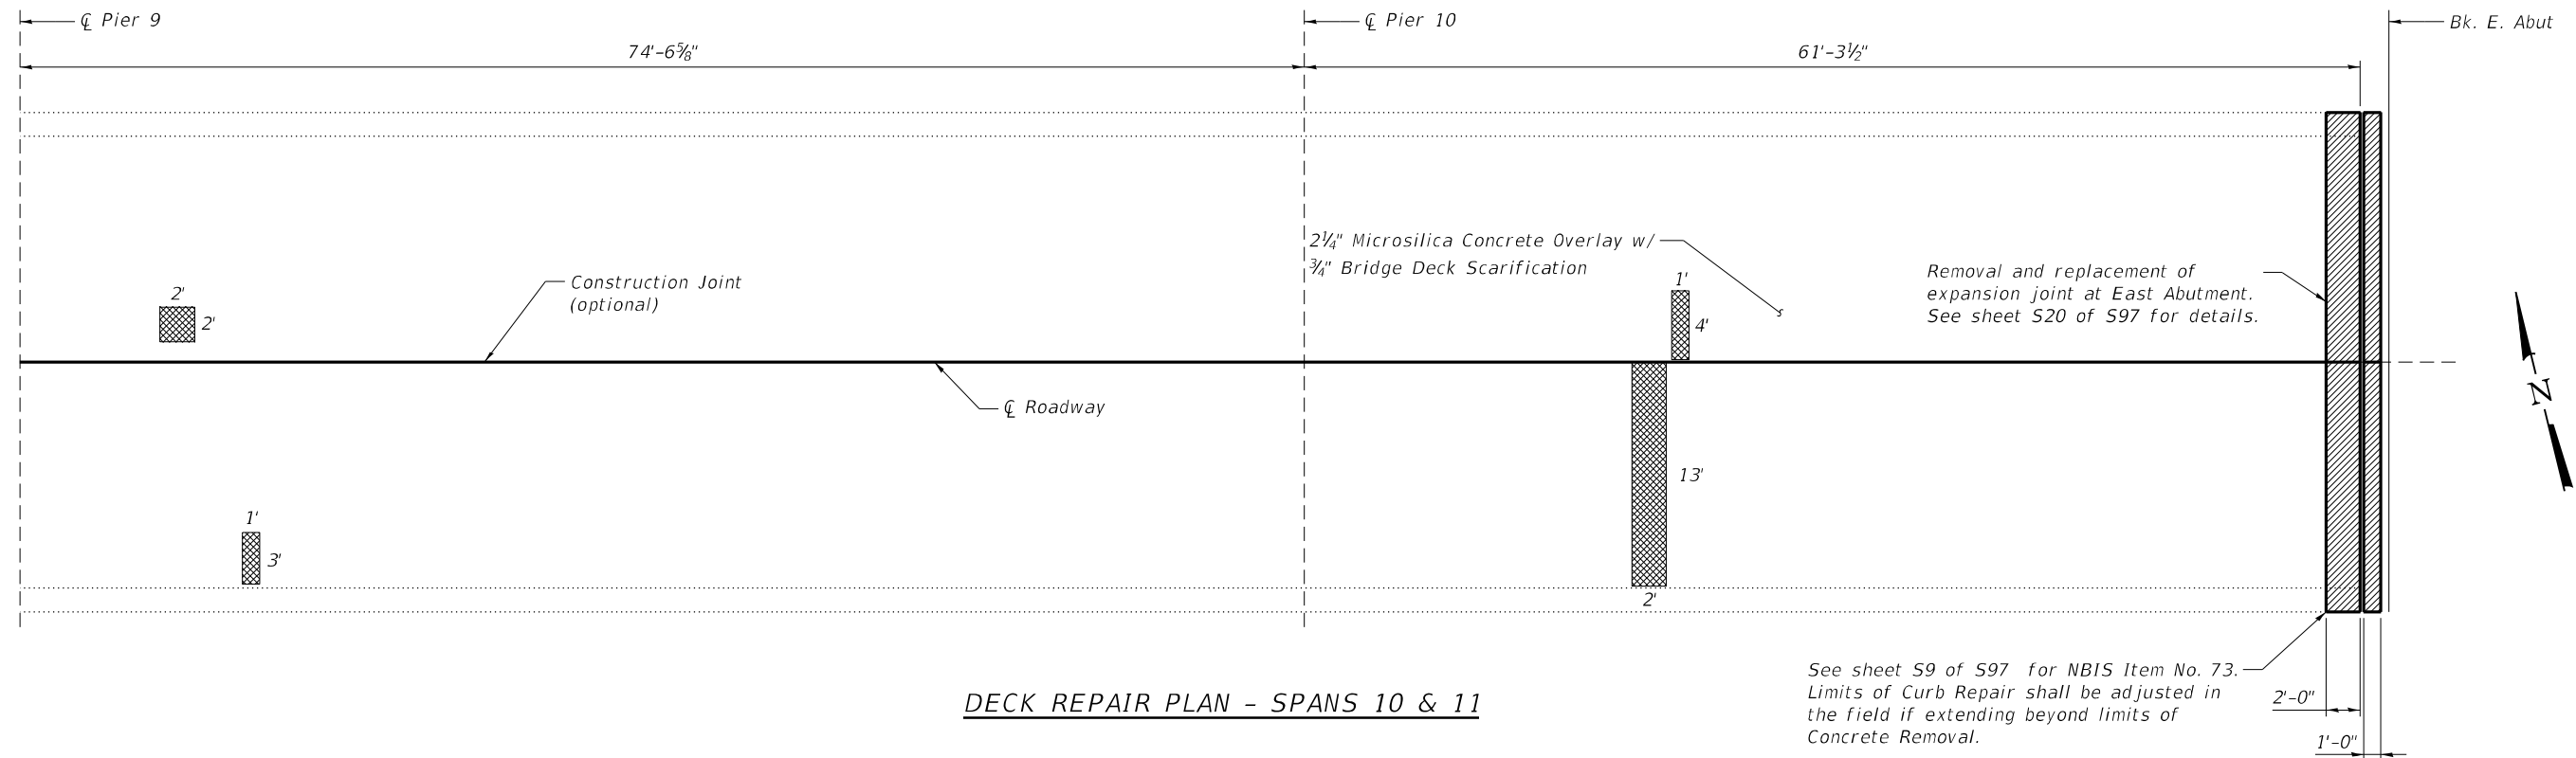 ℄ Pier 9
℄ Pier 10
Bk. E. Abut
74'-6⅝"
61'-3½"
2¼" Microsilica Concrete Overlay w/
¾" Bridge Deck Scarification
Construction Joint
(optional)
2'
2'
1'
4'
Removal and replacement of
expansion joint at East Abutment.
See sheet S20 of S97 for details.
℄ Roadway
N
13'
1'
3'
2'
See sheet S9 of S97 for NBIS Item No. 73.
Limits of Curb Repair shall be adjusted in
the field if extending beyond limits of
Concrete Removal.
2'-0"
1'-0"
DECK REPAIR PLAN - SPANS 10 & 11